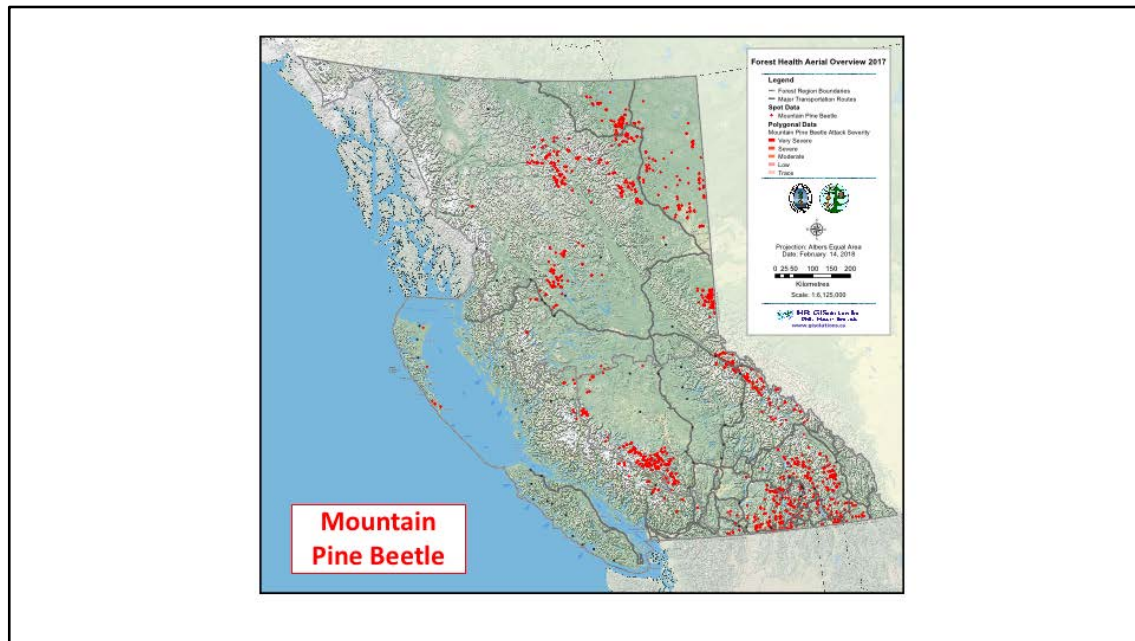 Forest Health Aerial Overview 2017
Legend
Forest Region Boundaries
Major Transportation Routes
Spot Data
Mountain Pine Beetle
Polygonal Data
Mountain Pine Beetle Attack Severity
Very Severe
Severe
Moderate
Low
Trace
Projection: Albers Equal Area
Date: February 14, 2018
0 25 50 100 150 200
Kilometres
Scale: 1:6,125,000
Mountain
Pine Beetle